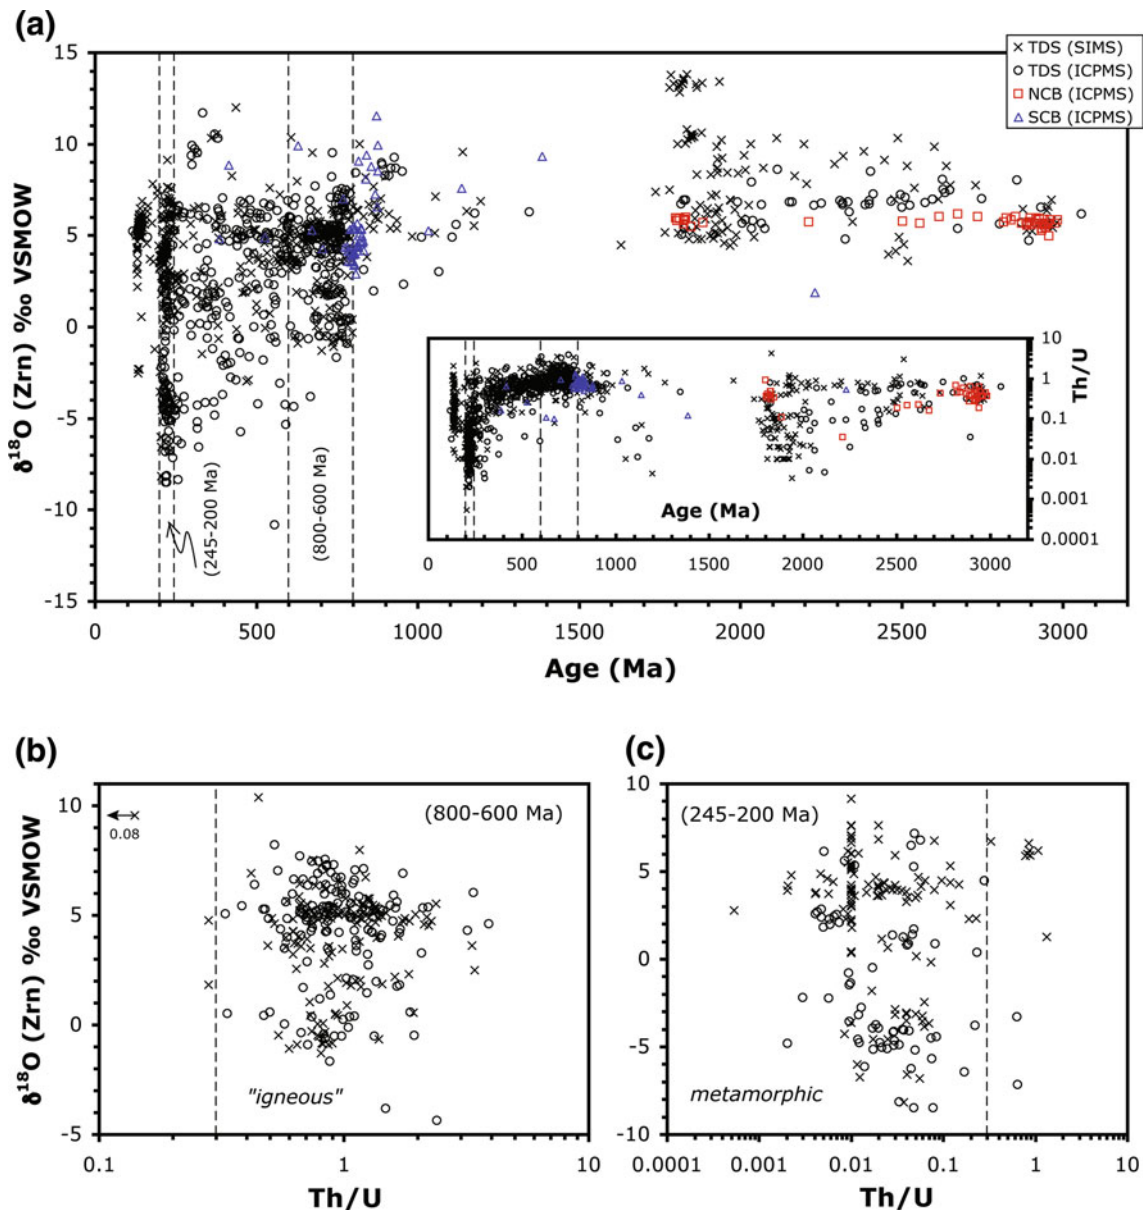 (a)
× TDS (SIMS)
○ TDS (ICPMS)
□ NCB (ICPMS)
△ SCB (ICPMS)
15
10
5
0
-5
-10
-15
δ¹⁸O (Zrn) ‰ VSMOW
(245-200 Ma)
(800-600 Ma)
0 500 1000 1500 2000 2500 3000
Age (Ma)
10
1
0.1
0.01
0.001
0.0001
Th/U
Age (Ma)
0 500 1000 1500 2000 2500 3000
(b)
10
5
0
-5
δ¹⁸O (Zrn) ‰ VSMOW
0.08
(800-600 Ma)
"igneous"
0.1 1 10
Th/U
(c)
10
5
0
-5
-10
(245-200 Ma)
metamorphic
0.0001 0.001 0.01 0.1 1 10
Th/U